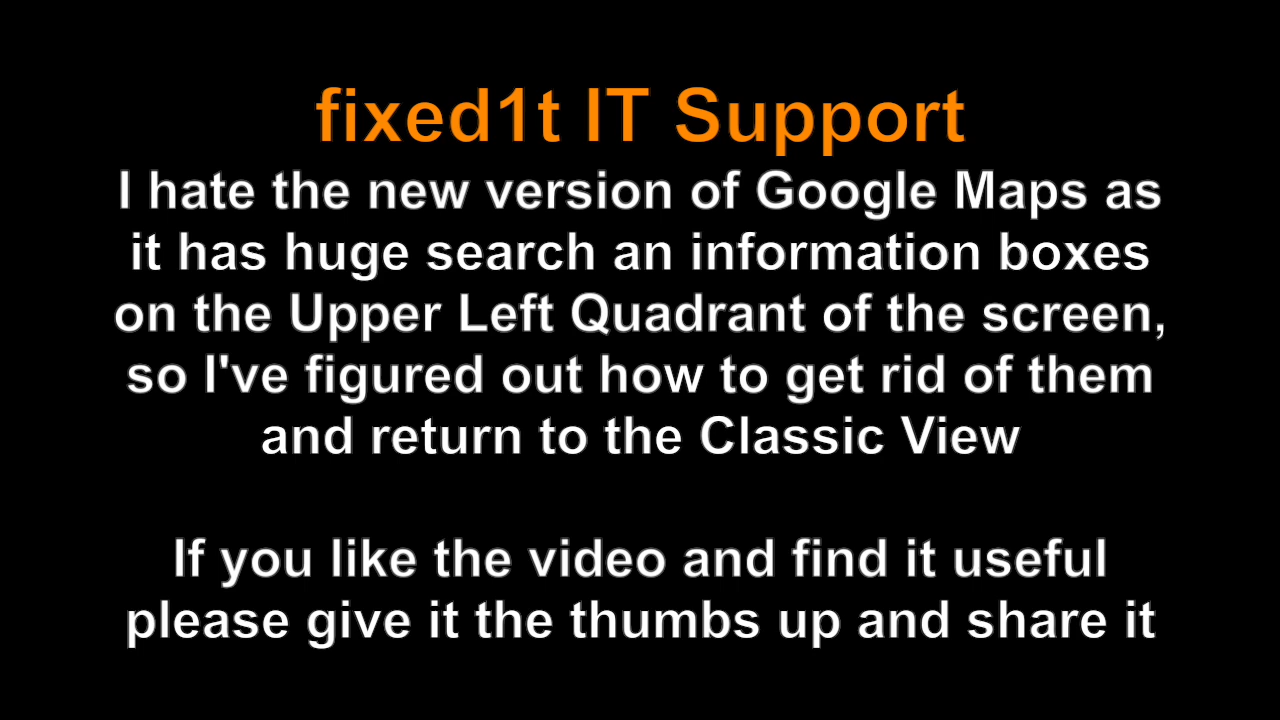 fixed1t IT Support
I hate the new version of Google Maps as
it has huge search an information boxes
on the Upper Left Quadrant of the screen,
so I've figured out how to get rid of them
and return to the Classic View
If you like the video and find it useful
please give it the thumbs up and share it